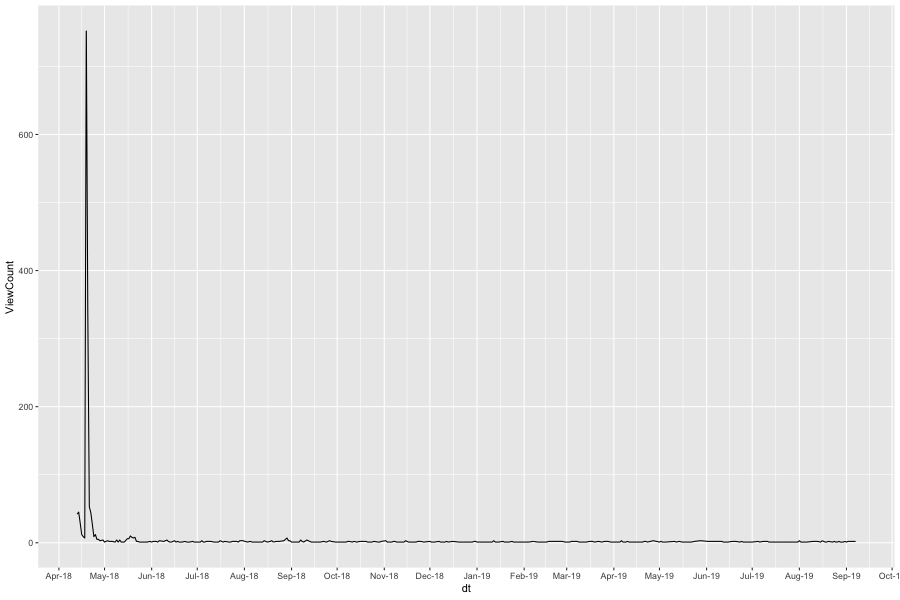 ViewCount
600
400
200
0
Apr-18 May-18 Jun-18 Jul-18 Aug-18 Sep-18 Oct-18 Nov-18 Dec-18 Jan-19 Feb-19 Mar-19 Apr-19 May-19 Jun-19 Jul-19 Aug-19 Sep-19 Oct-1
dt